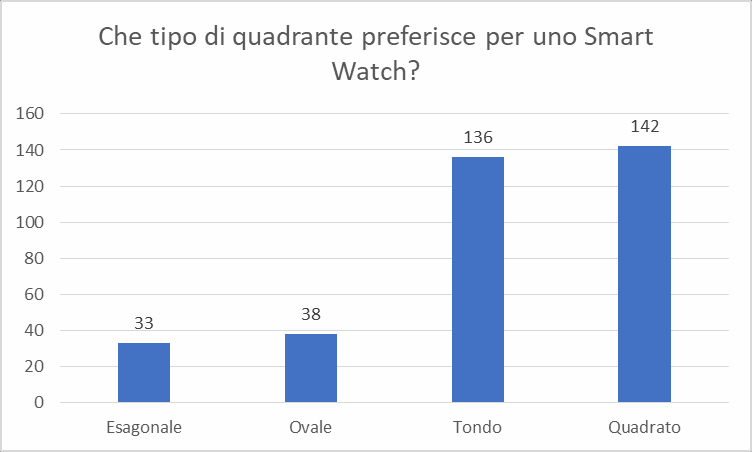 Che tipo di quadrante preferisce per uno Smart
Watch?
160
140
120
100
80
60
40
20
0
33
38
136
142
Esagonale
Ovale
Tondo
Quadrato